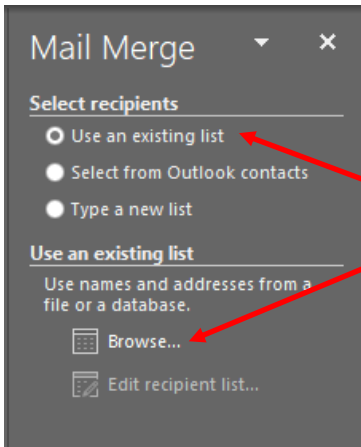 Mail Merge
Select recipients
Use an existing list
Select from Outlook contacts
Type a new list
Use an existing list
Use names and addresses from a
file or a database.
Browse...
Edit recipient list...